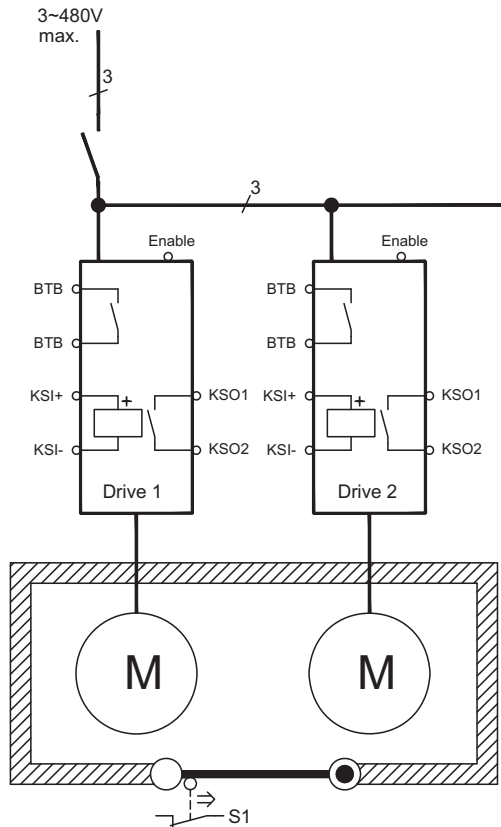 3~480V
max.
3
3
Enable
Enable
BTB
BTB
BTB
BTB
KSI+
+
KSO1
KSI+
+
KSO1
KSI-
KSO2
KSI-
KSO2
Drive 1
Drive 2
M
M
S1